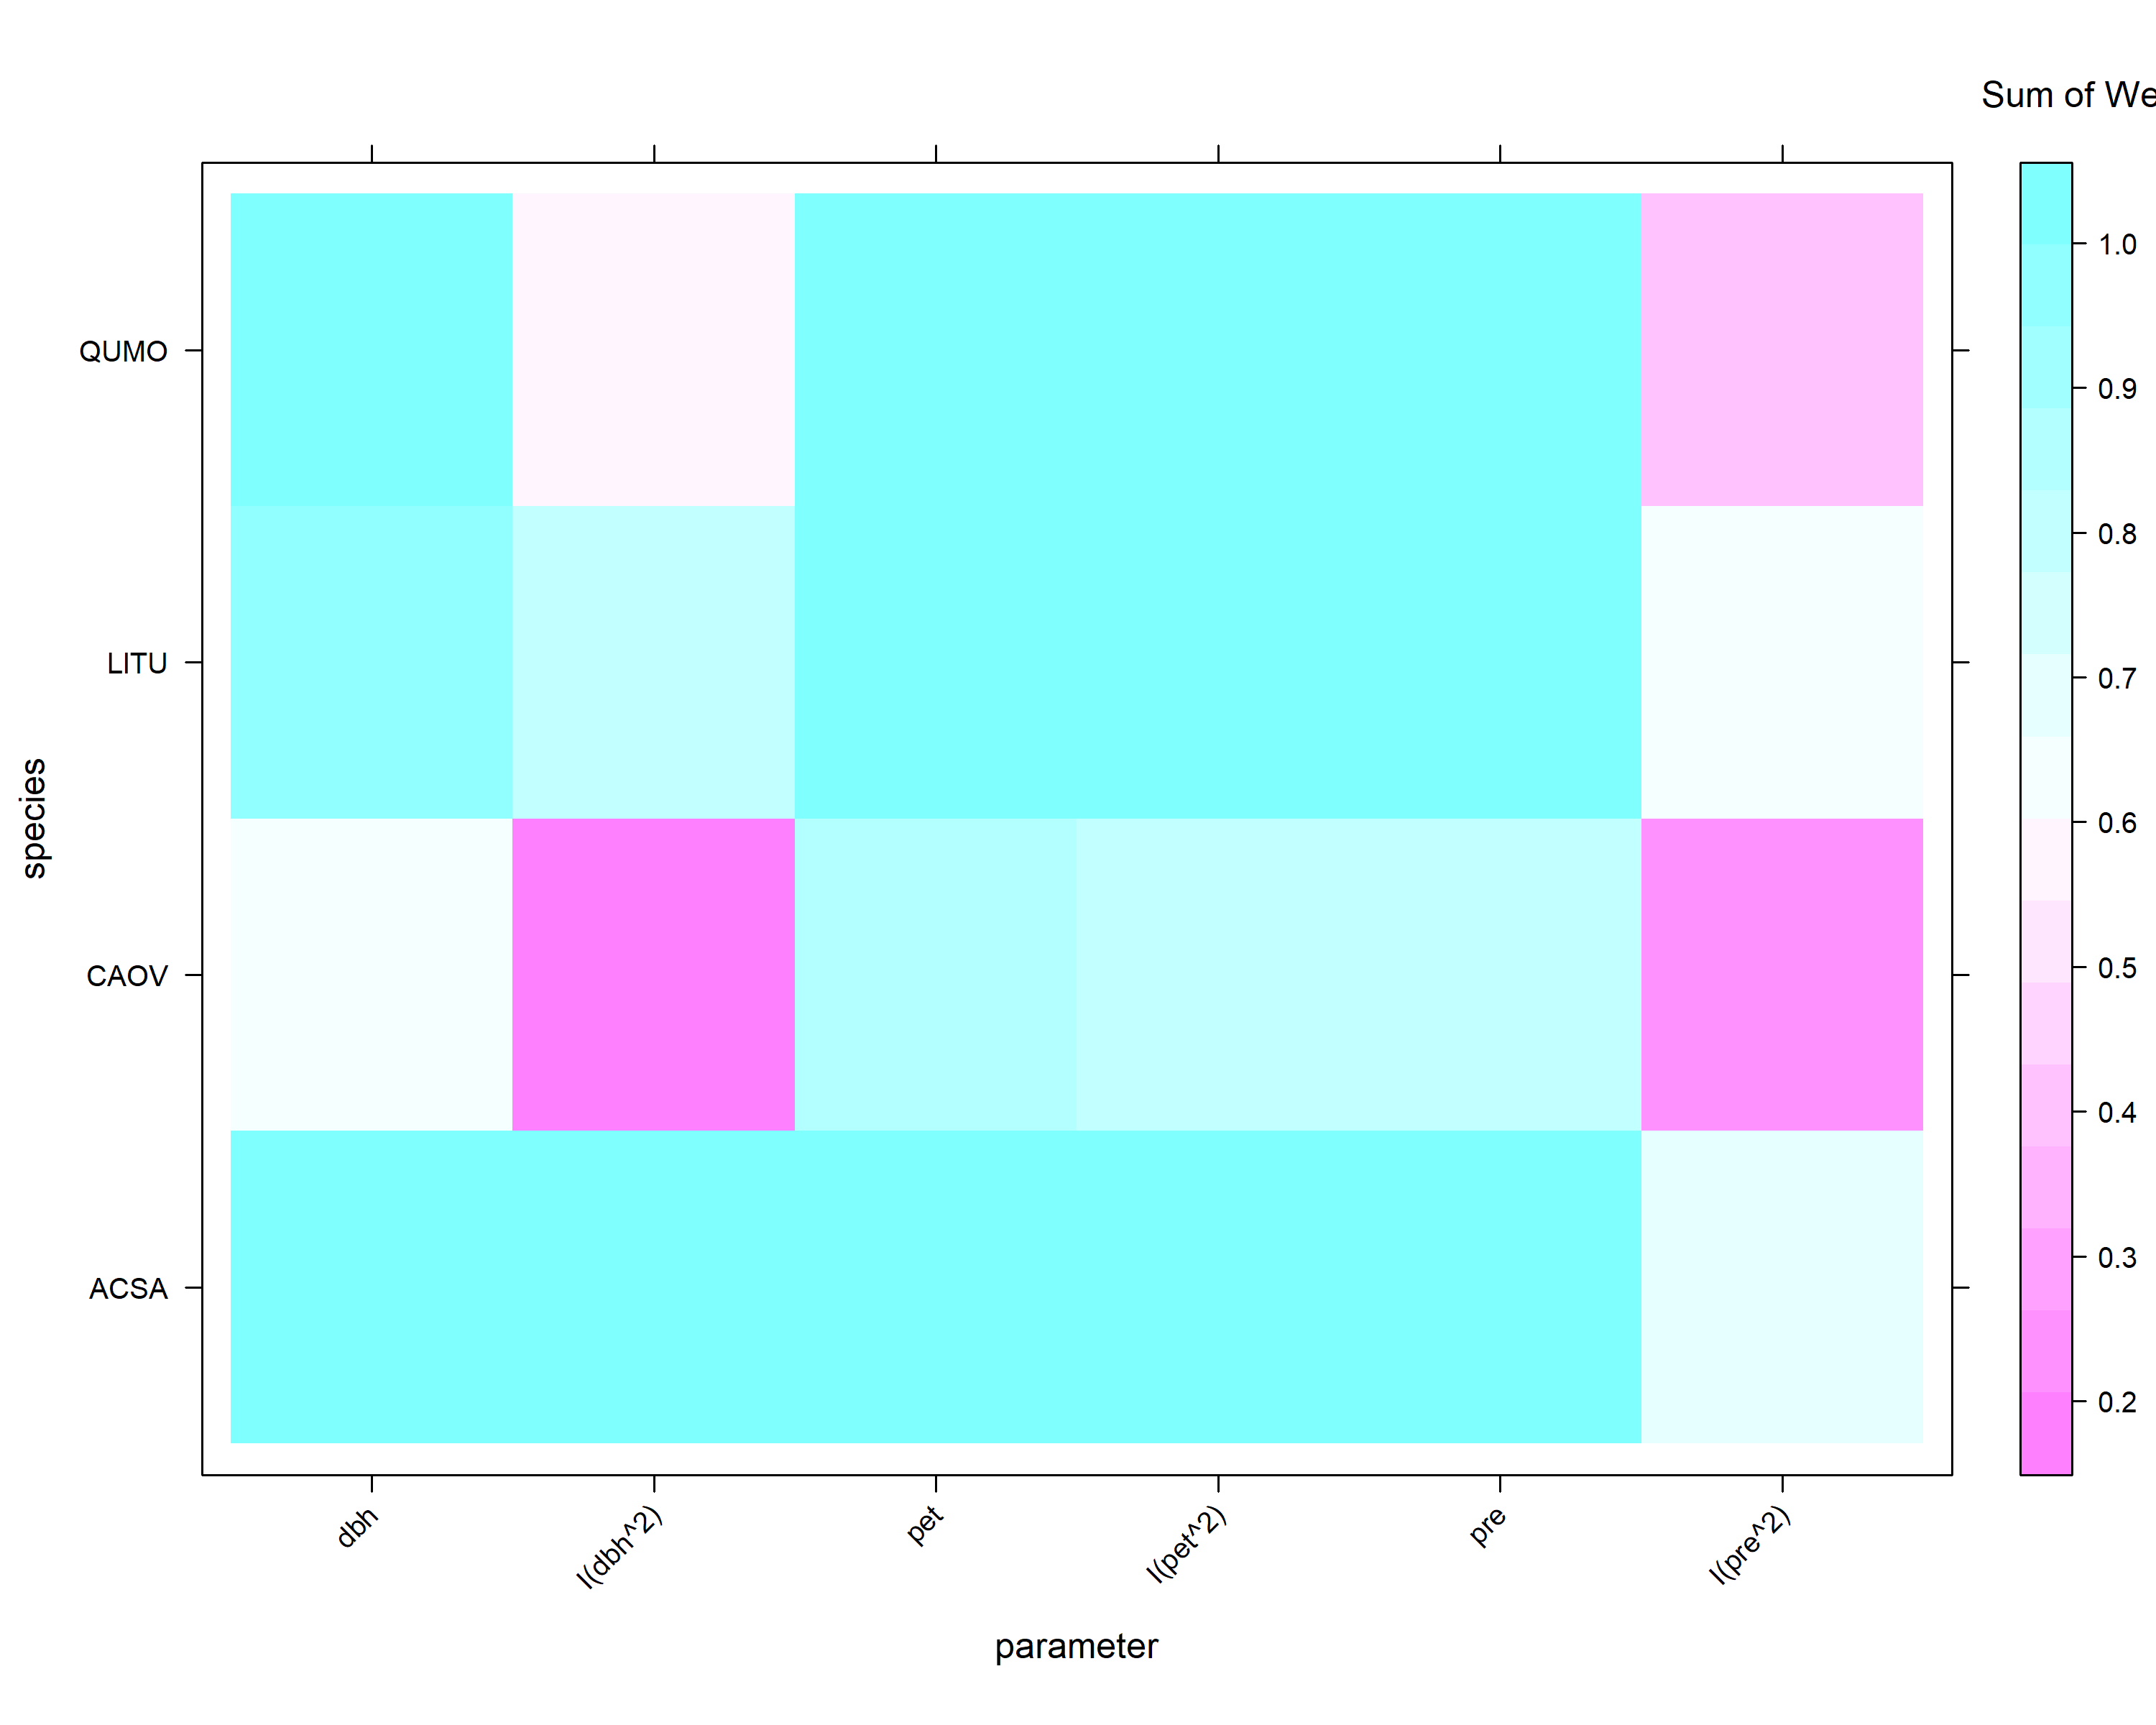 Sum of We
1.0
0.9
0.8
0.7
0.6
0.5
0.4
0.3
0.2
QUMO
LITU
CAOV
ACSA
species
dbh
I(dbh^2)
pet
I(pet^2)
pre
I(pre^2)
parameter